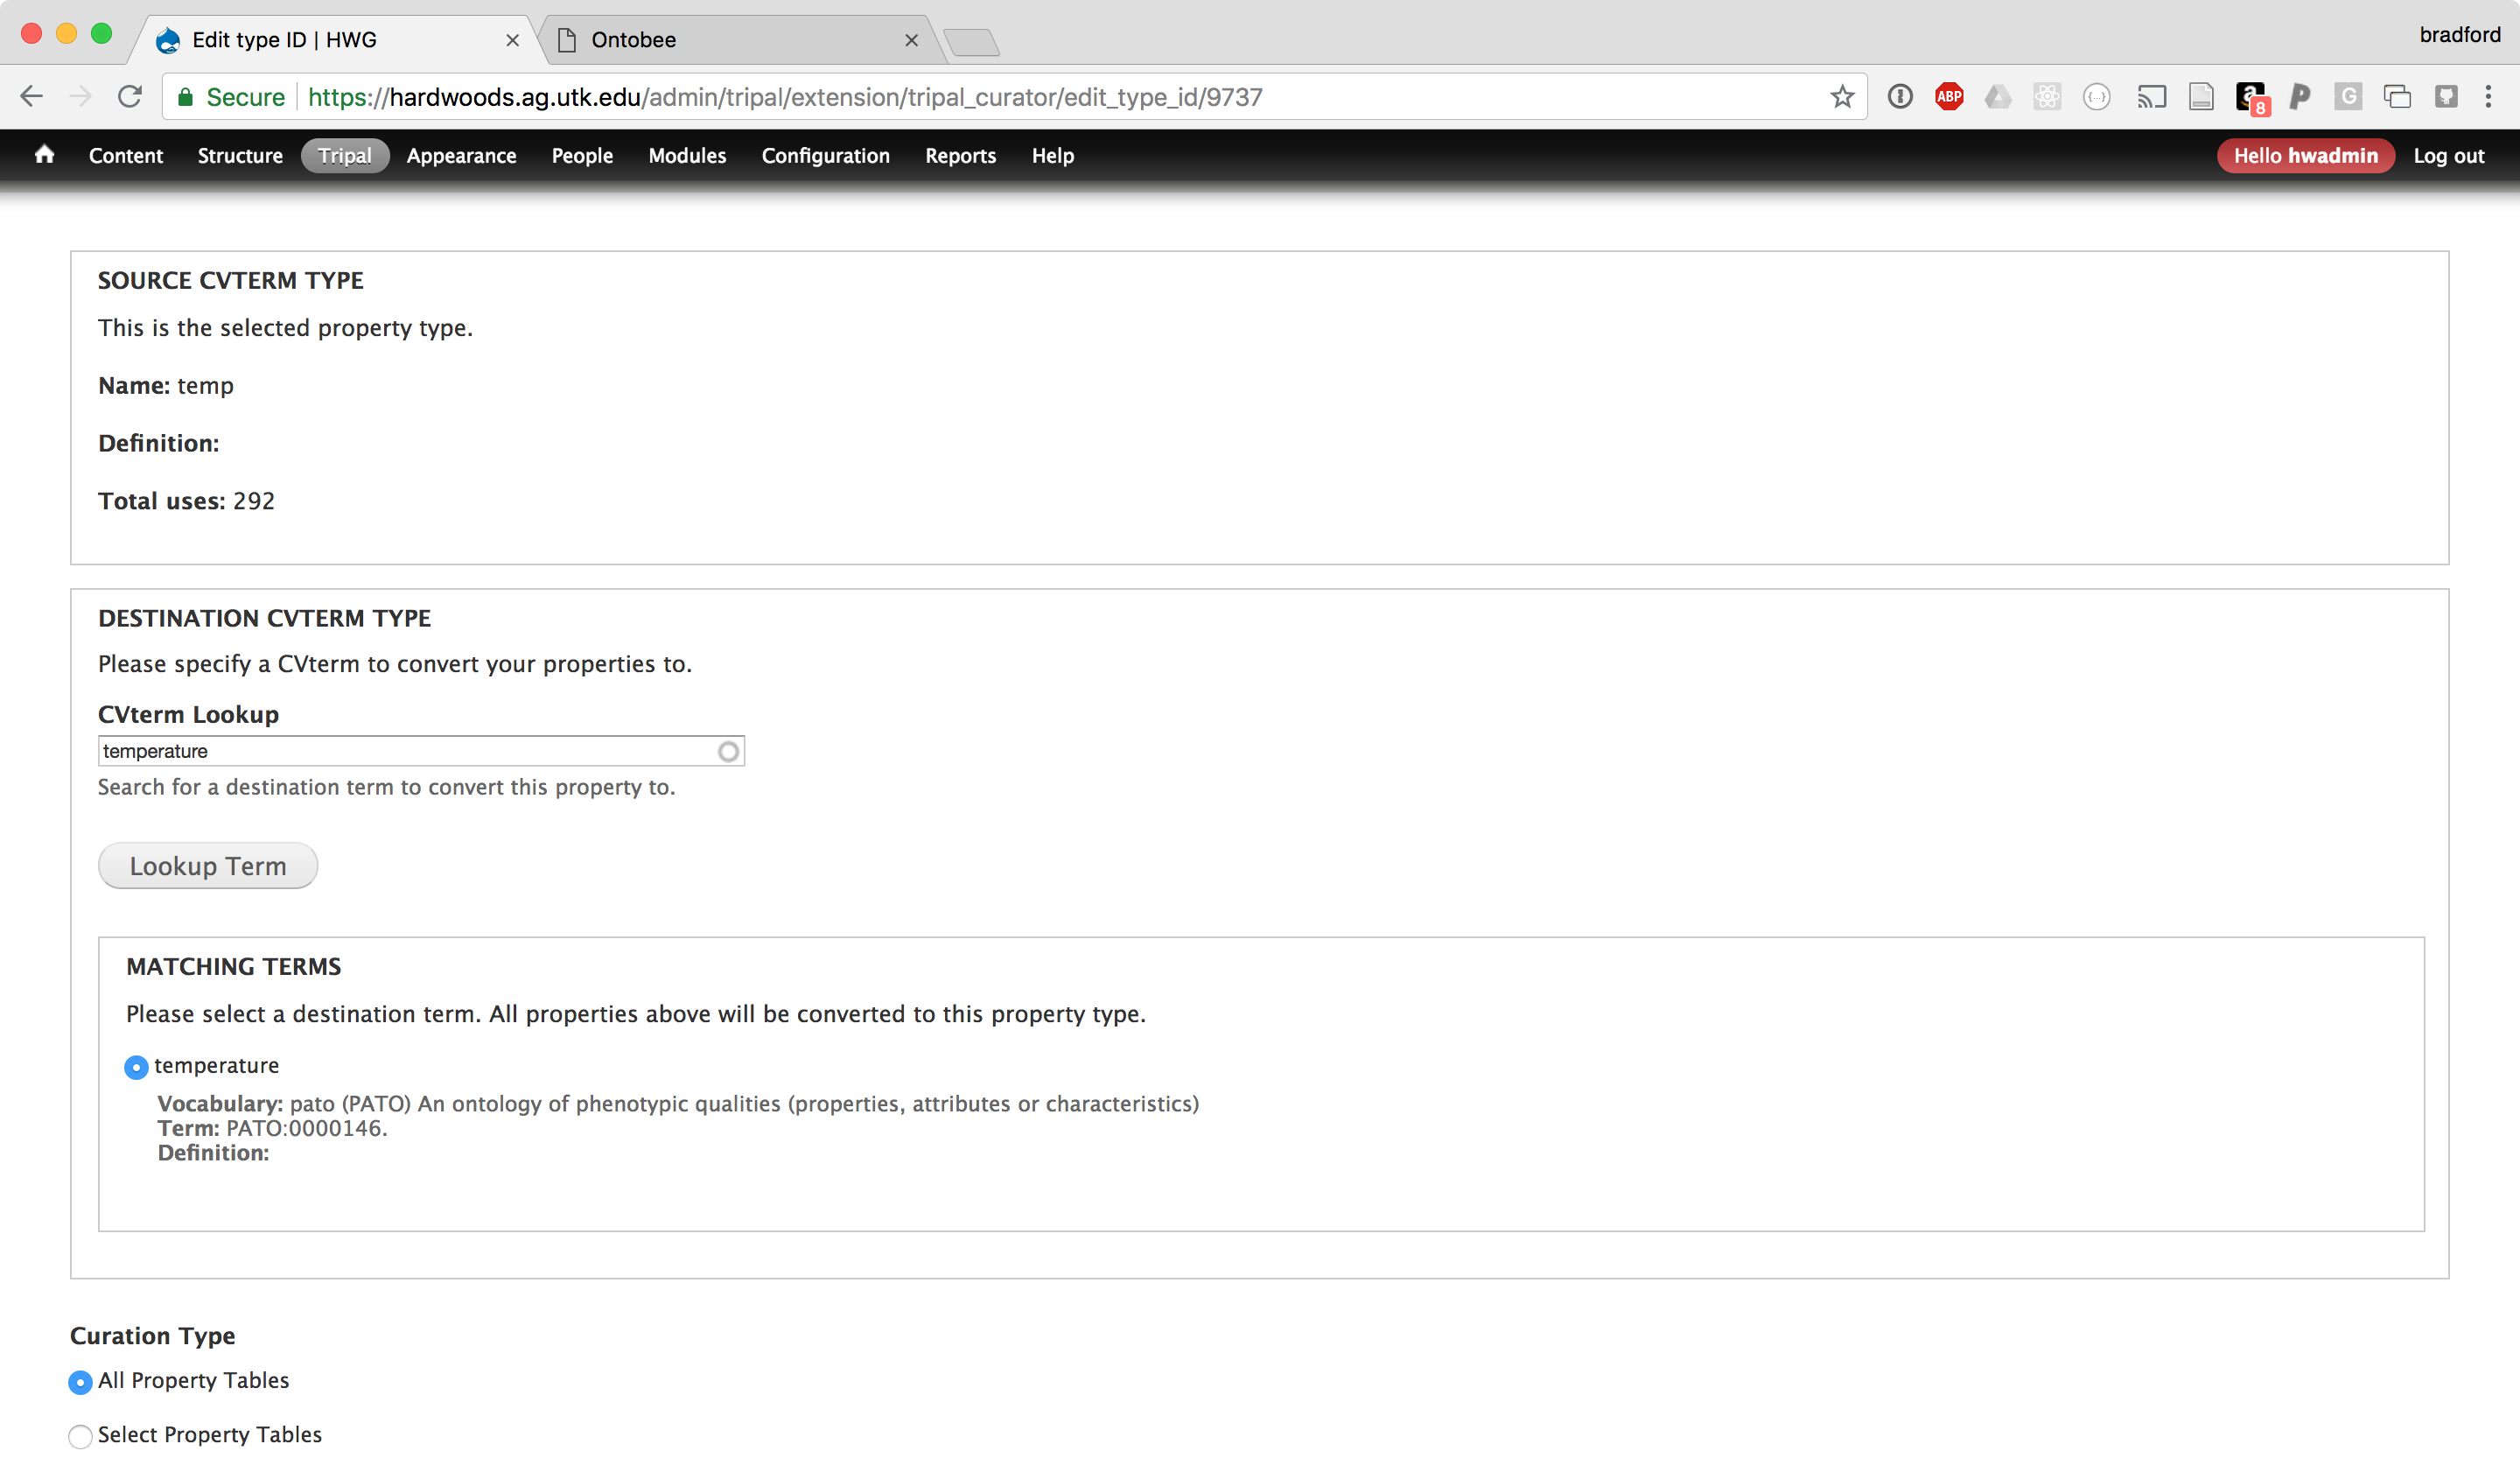 Edit type ID | HWG
Ontobee
bradford
Secure https://hardwoods.ag.utk.edu/admin/tripal/extension/tripal_curator/edit_type_id/9737
ABP
{...}
a
8
P
G
Content Structure Tripal Appearance People Modules Configuration Reports Help
Hello hwadmin Log out
SOURCE CVTERM TYPE
This is the selected property type.
Name: temp
Definition:
Total uses: 292
DESTINATION CVTERM TYPE
Please specify a CVterm to convert your properties to.
CVterm Lookup
temperature
Search for a destination term to convert this property to.
Lookup Term
MATCHING TERMS
Please select a destination term. All properties above will be converted to this property type.
temperature
Vocabulary: pato (PATO) An ontology of phenotypic qualities (properties, attributes or characteristics)
Term: PATO:0000146.
Definition:
Curation Type
All Property Tables
Select Property Tables